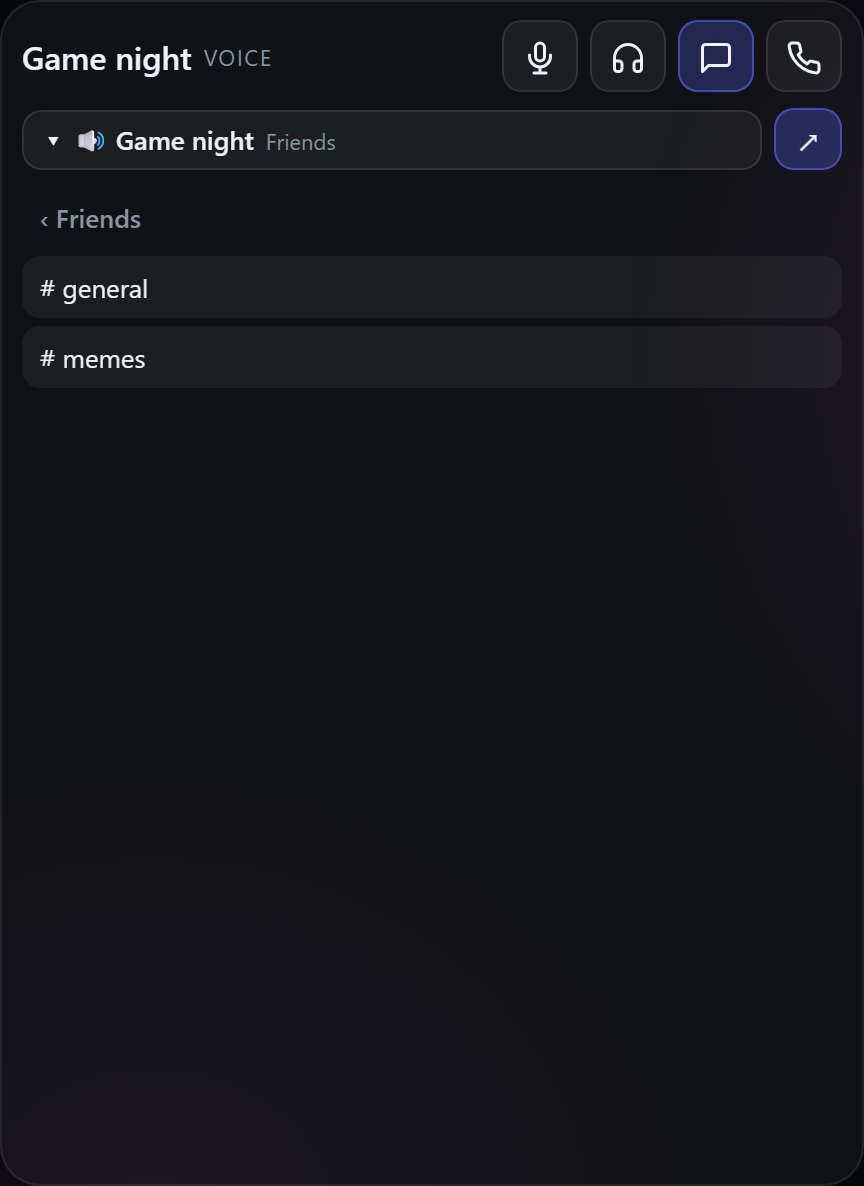 Game night VOICE
Game night Friends
‹ Friends
# general
# memes